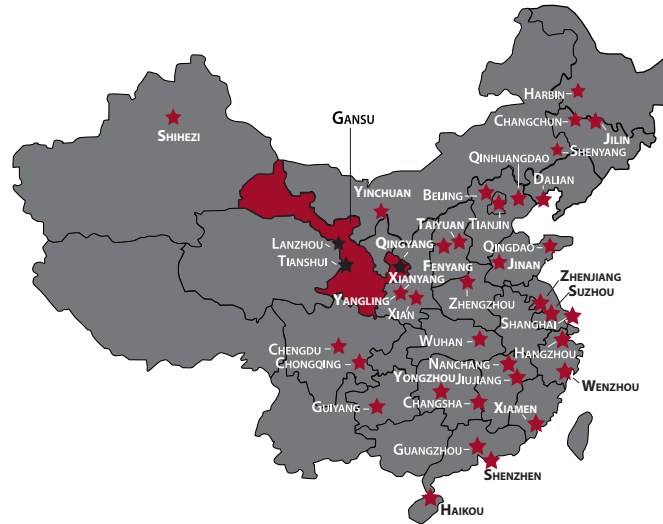 Harbin
Gansu
Changchun
Shihezi
Jilin
Shenyang
Qinhuangdao
Dalian
Yinchuan
Beijing
Taiyuan
Tianjin
Lanzhou
Qingyang
Qingdao
Tianshui
Fenyang
Jinan
Xianyang
Zhenjiang
Suzhou
Yangling
Zhengzhou
Xian
Shanghai
Wuhan
Hangzhou
Chengdu
Chongqing
Nanchang
Yongzhou
Jiujiang
Wenzhou
Guiyang
Changsha
Xiamen
Guangzhou
Shenzhen
Haikou